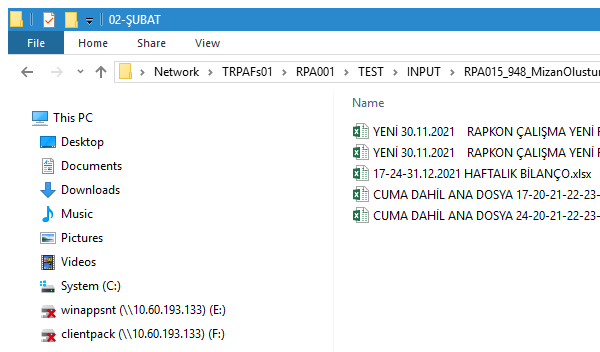 02-ŞUBAT
File Home Share View
Network TRPAFs01 RPA001 TEST INPUT RPA015_948_MizanOlustur
Name
This PC
Desktop
Documents
Downloads
Music
Pictures
Videos
System (C:)
winappsnt (\\10.60.193.133) (E:)
clientpack (\\10.60.193.133) (F:)
YENİ 30.11.2021 RAPKON ÇALIŞMA YENİ
YENİ 30.11.2021 RAPKON ÇALIŞMA YENİ
17-24-31.12.2021 HAFTALIK BİLANÇO.xlsx
CUMA DAHİL ANA DOSYA 17-20-21-22-23-
CUMA DAHİL ANA DOSYA 24-20-21-22-23-